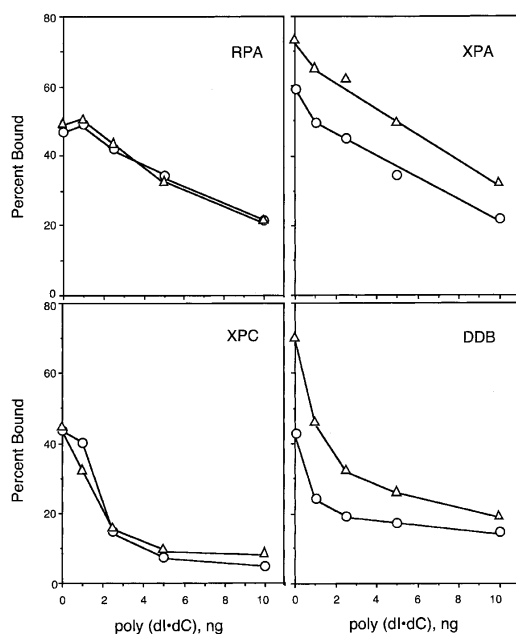 80
RPA
XPA
60
Percent Bound
40
20
0
XPC
DDB
60
Percent Bound
40
20
0
0 2 4 6 8 10
0 2 4 6 8 10
poly (dI•dC), ng
poly (dI•dC), ng